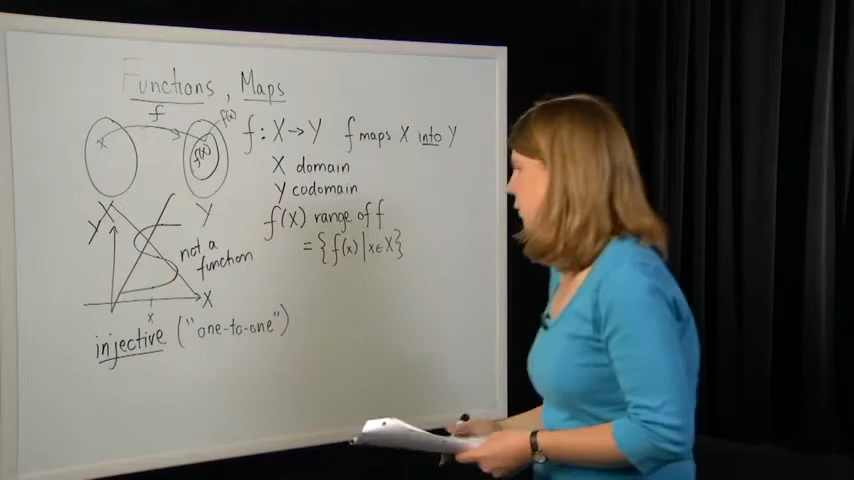 Functions, Maps
f
f(x)
x
f(X)
X
Y
f: X → Y f maps X into Y
X domain
Y codomain
f(X) range of f
= {f(x) | x ∈ X}
Y
not a
function
X
x
injective ("one-to-one")